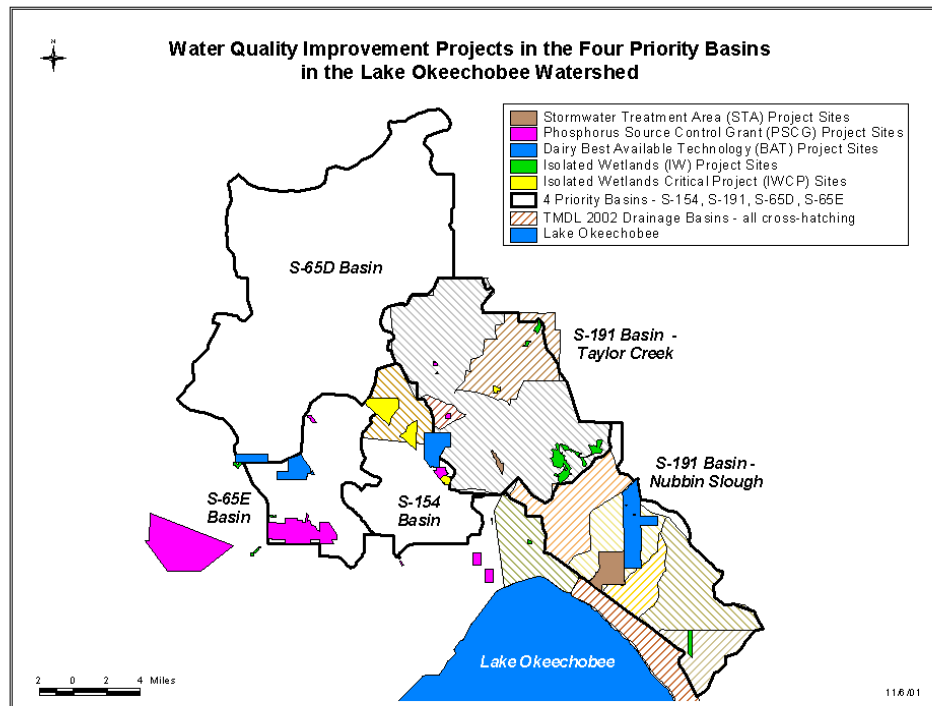 Water Quality Improvement Projects in the Four Priority Basins
in the Lake Okeechobee Watershed
Stormwater Treatment Area (STA) Project Sites
Phosphorus Source Control Grant (PSCG) Project Sites
Dairy Best Available Technology (BAT) Project Sites
Isolated Wetlands (IW) Project Sites
Isolated Wetlands Critical Project (IWCP) Sites
4 Priority Basins - S-154, S-191, S-65D, S-65E
TMDL 2002 Drainage Basins - all cross-hatching
Lake Okeechobee
S-65D Basin
S-191 Basin -
Taylor Creek
S-191 Basin -
Nubbin Slough
S-65E
Basin
S-154
Basin
Lake Okeechobee
2 0 2 4 Miles
11/6/01